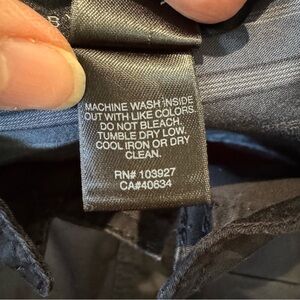 B
MACHINE WASH INSIDE
OUT WITH LIKE COLORS.
DO NOT BLEACH.
TUMBLE DRY LOW.
COOL IRON OR DRY
CLEAN.
RN# 103927
CA#40634